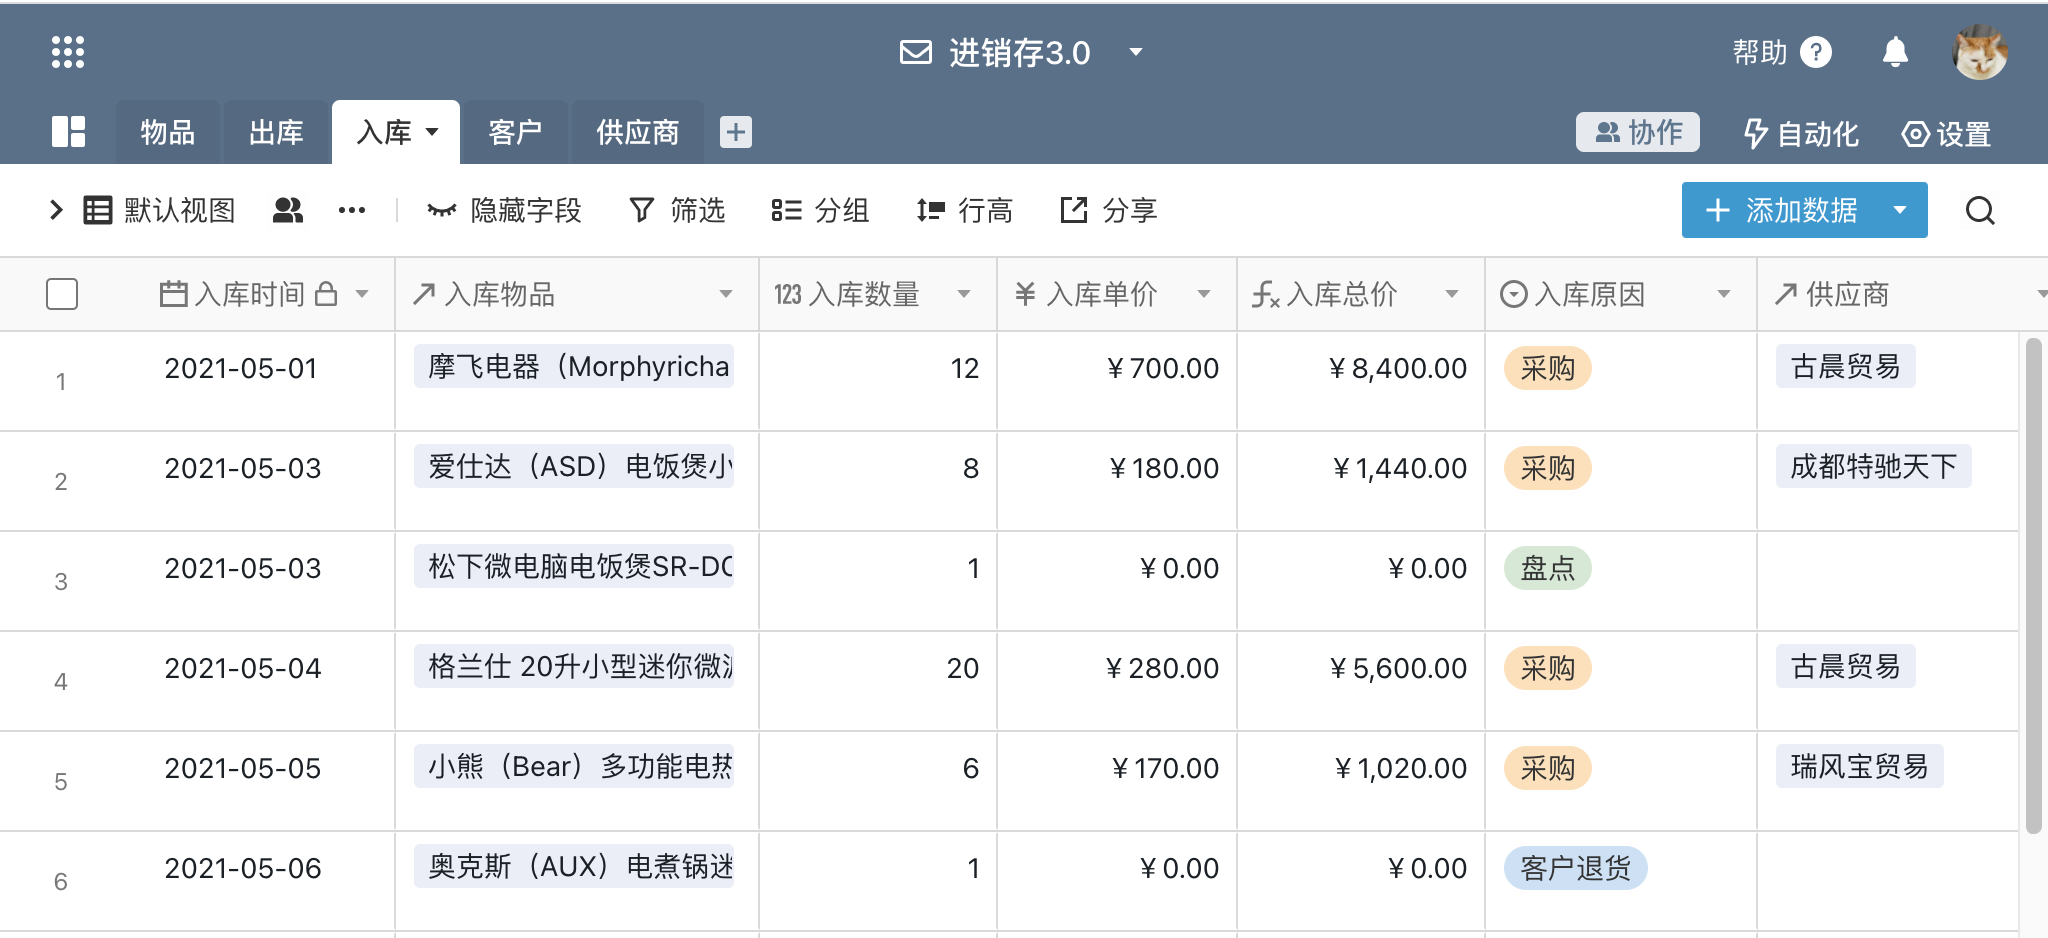 进销存3.0
帮助
物品 出库 入库 客户 供应商
协作 自动化 设置
默认视图 隐藏字段 筛选 分组 行高 分享 添加数据
入库时间 123 入库数量 ¥ 入库单价 fx 入库总价 入库原因 供应商 入库物品
1 2021-05-01 摩飞电器（Morphyricha 12 ¥700.00 ¥8,400.00 采购 古晨贸易
2 2021-05-03 爱仕达（ASD）电饭煲小 8 ¥180.00 ¥1,440.00 采购 成都特驰天下
3 2021-05-03 松下微电脑电饭煲SR-DC 1 ¥0.00 ¥0.00 盘点
4 2021-05-04 格兰仕 20升小型迷你微波 20 ¥280.00 ¥5,600.00 采购 古晨贸易
5 2021-05-05 小熊（Bear）多功能电热 6 ¥170.00 ¥1,020.00 采购 瑞风宝贸易
6 2021-05-06 奥克斯（AUX）电煮锅迷 1 ¥0.00 ¥0.00 客户退货